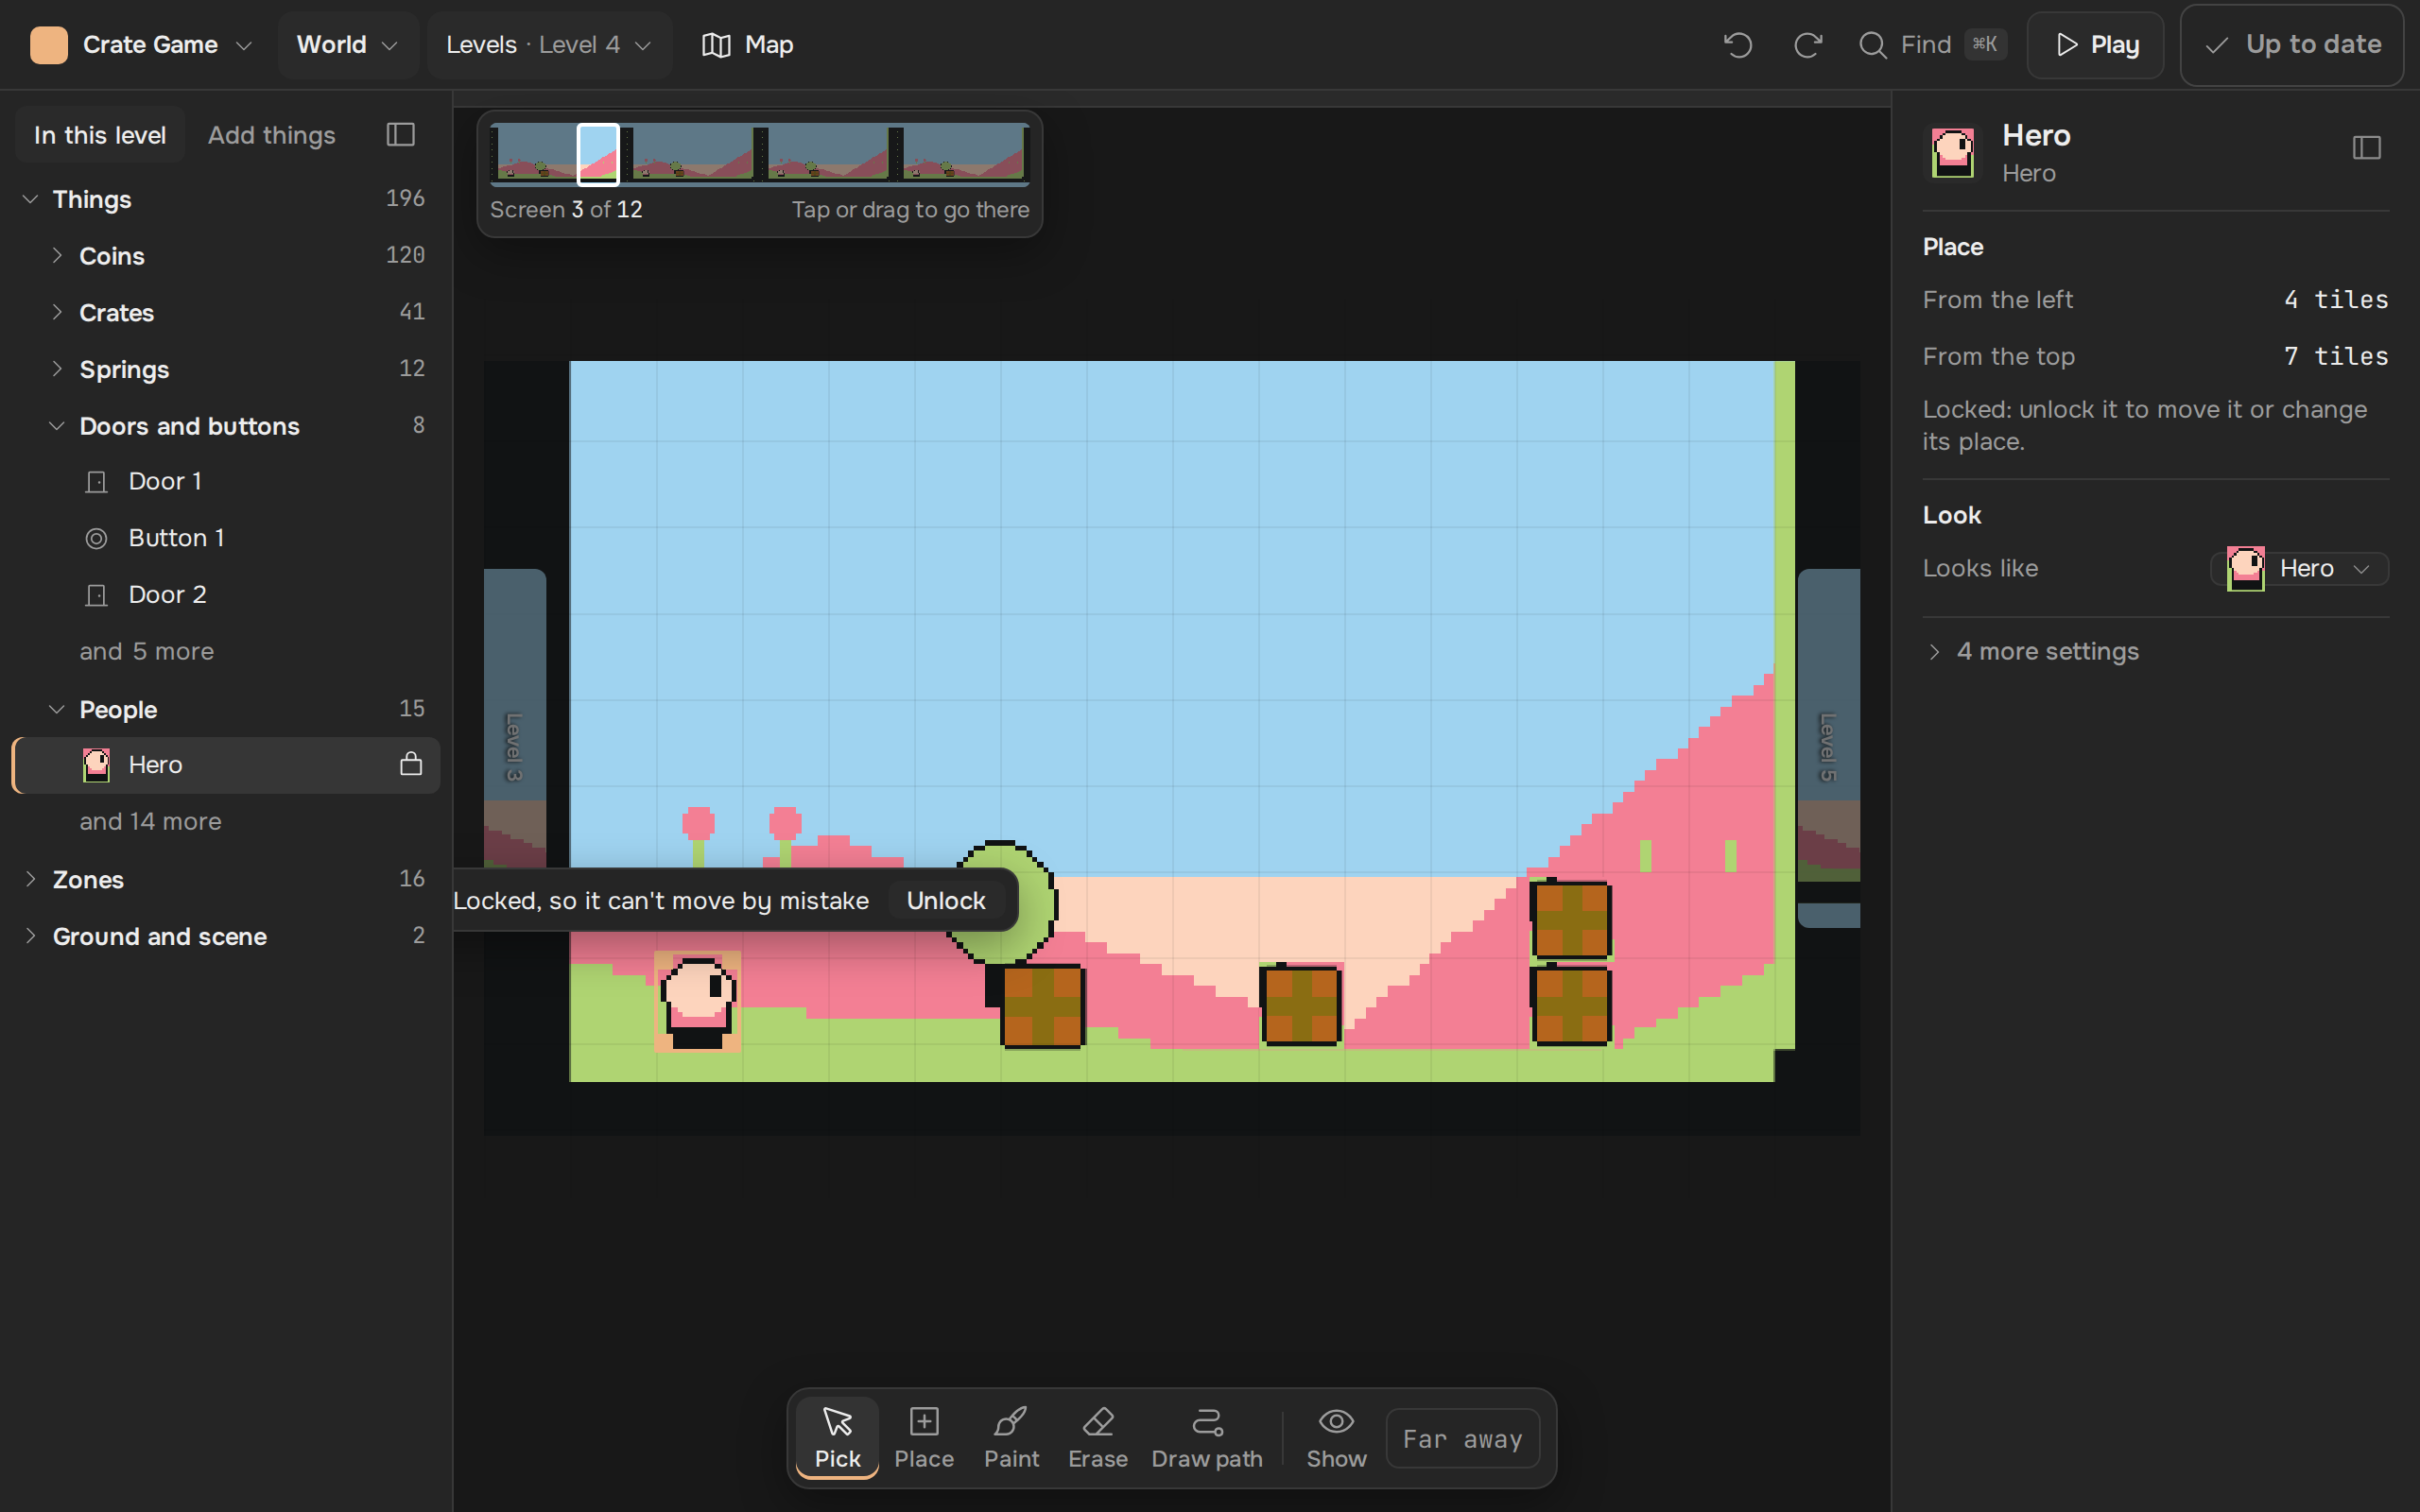 Crate Game
World
Levels · Level 4
Map
Find ⌘K
Play
Up to date
In this level
Add things
Things 196
Coins 120
Crates 41
Springs 12
Doors and buttons 8
Door 1
Button 1
Door 2
and 5 more
People 15
Hero
and 14 more
Zones 16
Ground and scene 2
Screen 3 of 12
Tap or drag to go there
Level 3
Level 5
Locked, so it can't move by mistake
Unlock
Pick
Place
Paint
Erase
Draw path
Show
Far away
Hero
Hero
Place
From the left 4 tiles
From the top 7 tiles
Locked: unlock it to move it or change
its place.
Look
Looks like Hero
4 more settings